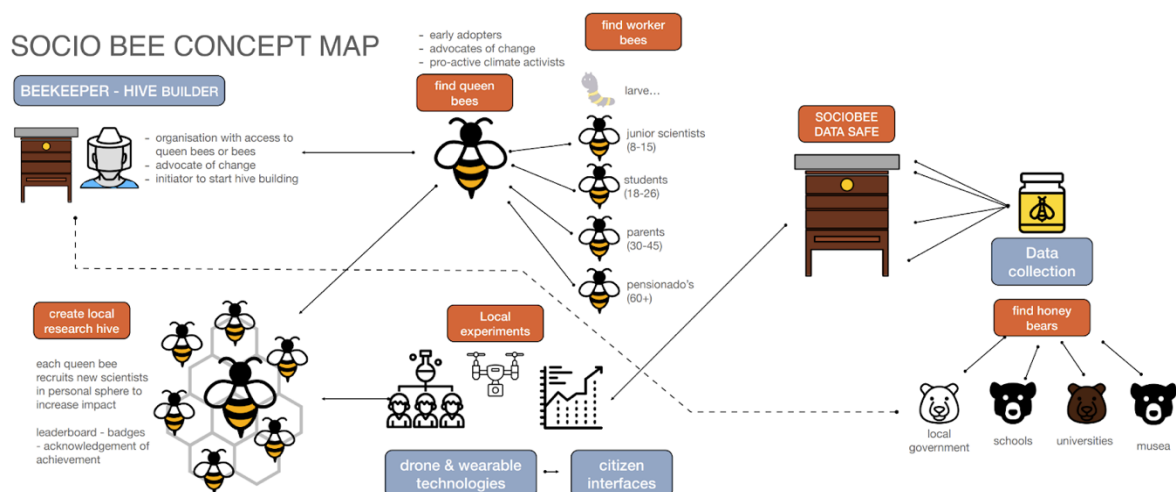 SOCIO BEE CONCEPT MAP
BEEKEEPER - HIVE BUILDER
- organisation with access to
queen bees or bees
- advocate of change
- initiator to start hive building
- early adopters
- advocates of change
- pro-active climate activists
find queen
bees
find worker
bees
larve...
junior scientists
(8-15)
students
(18-26)
parents
(30-45)
pensionado's
(60+)
SOCIOBEE
DATA SAFE
Data
collection
find honey
bears
local
government
schools
universities
musea
create local
research hive
each queen bee
recruits new scientists
in personal sphere to
increase impact
leaderboard - badges
- acknowledgement of
achievement
Local
experiments
drone & wearable
technologies
citizen
interfaces